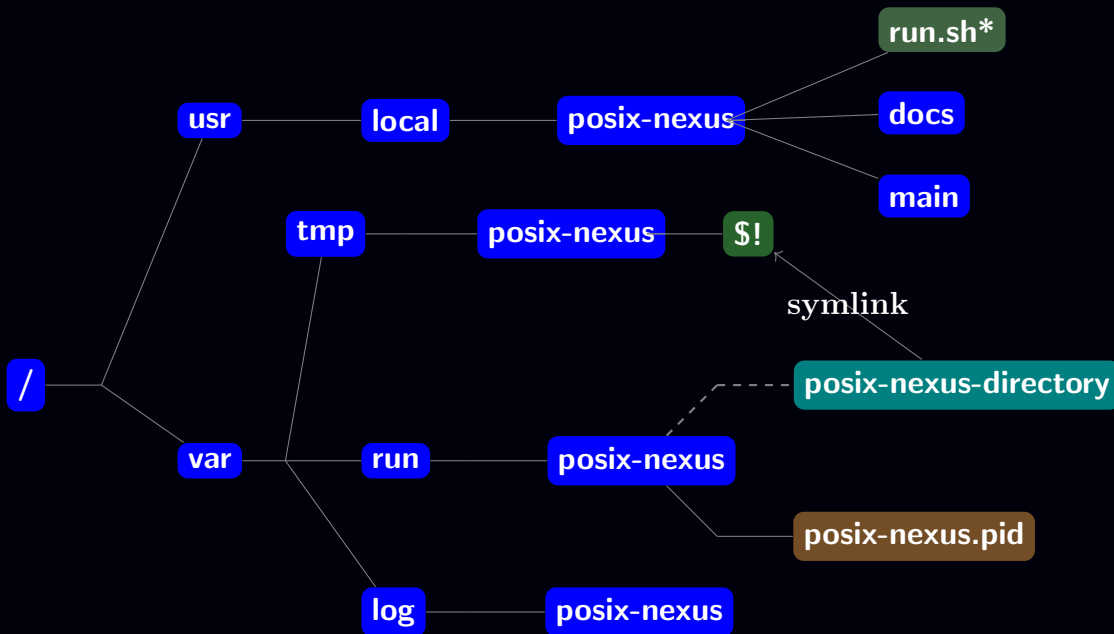 run.sh*
usr
local
posix-nexus
docs
main
tmp
posix-nexus
$!
symlink
/
posix-nexus-directory
var
run
posix-nexus
posix-nexus.pid
log
posix-nexus